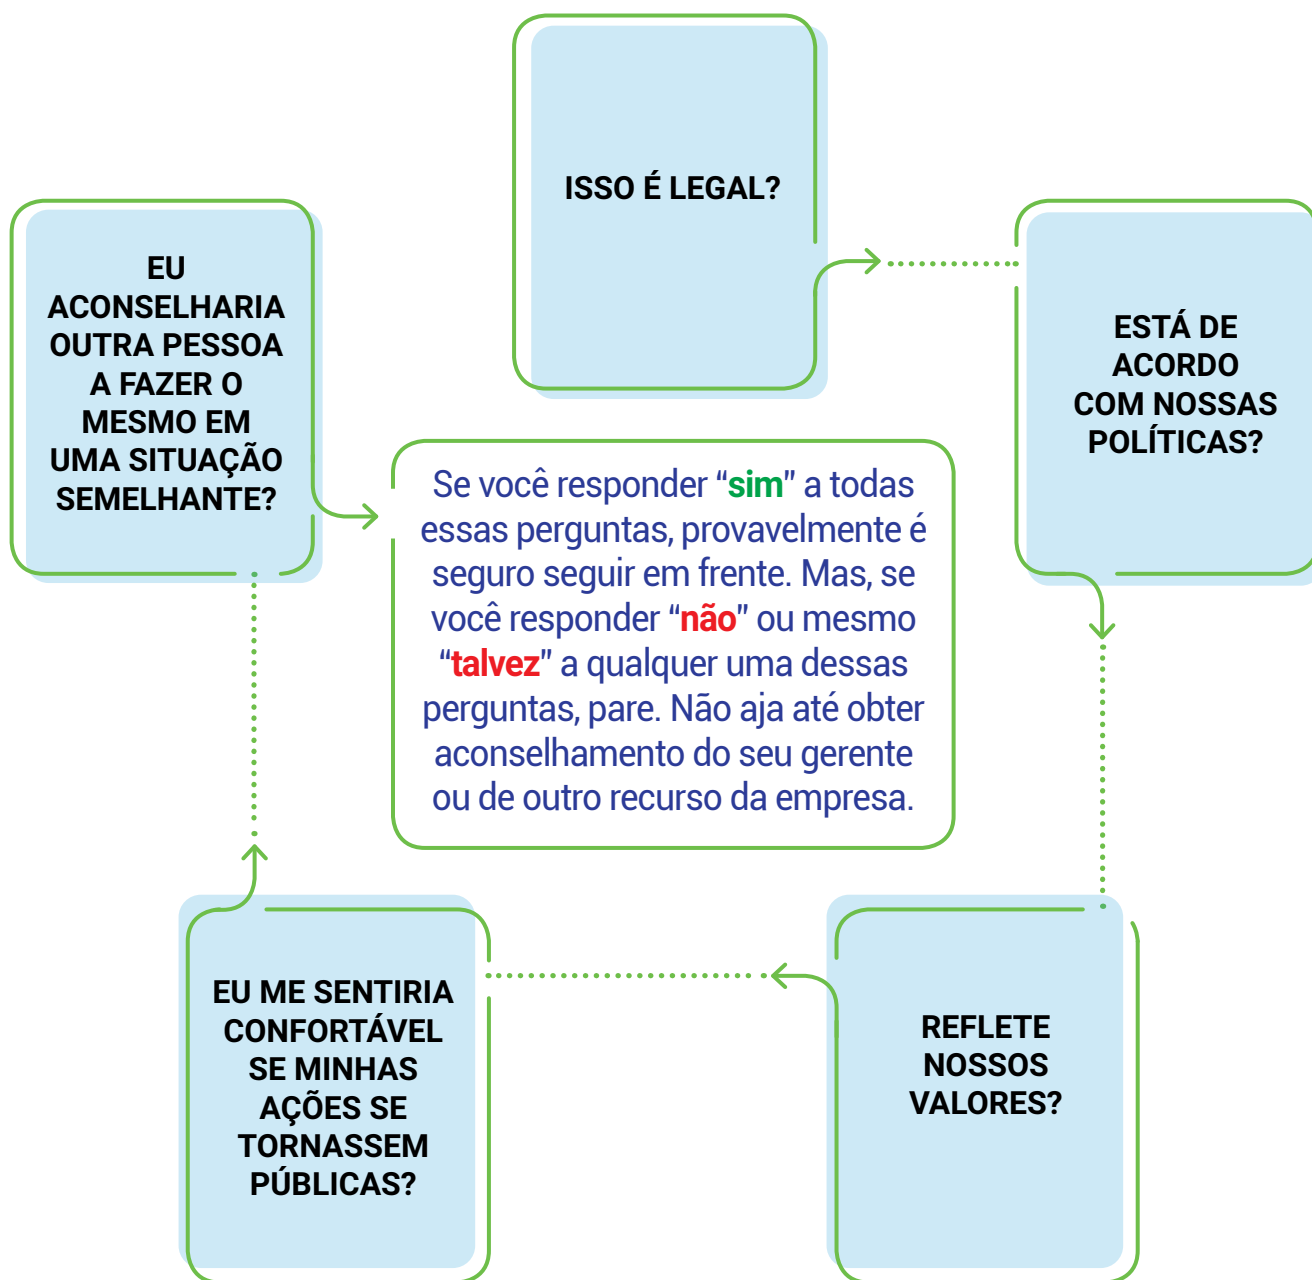 ISSO É LEGAL?
ESTÁ DE
ACORDO
COM NOSSAS
POLÍTICAS?
REFLETE
NOSSOS
VALORES?
EU ME SENTIRIA
CONFORTÁVEL
SE MINHAS
AÇÕES SE
TORNASSEM
PÚBLICAS?
EU
ACONSELHARIA
OUTRA PESSOA
A FAZER O
MESMO EM
UMA SITUAÇÃO
SEMELHANTE?
Se você responder “sim” a todas
essas perguntas, provavelmente é
seguro seguir em frente. Mas, se
você responder “não” ou mesmo
“talvez” a qualquer uma dessas
perguntas, pare. Não aja até obter
aconselhamento do seu gerente
ou de outro recurso da empresa.